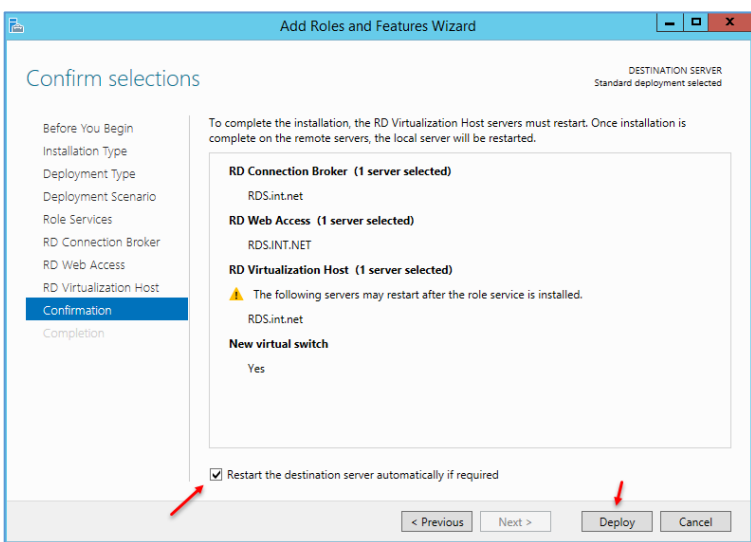 Add Roles and Features Wizard
Confirm selections
DESTINATION SERVER
Standard deployment selected
Before You Begin
Installation Type
Deployment Type
Deployment Scenario
Role Services
RD Connection Broker
RD Web Access
RD Virtualization Host
Confirmation
Completion
To complete the installation, the RD Virtualization Host servers must restart. Once installation is
complete on the remote servers, the local server will be restarted.
RD Connection Broker (1 server selected)
RDS.int.net
RD Web Access (1 server selected)
RDS.INT.NET
RD Virtualization Host (1 server selected)
The following servers may restart after the role service is installed.
RDS.int.net
New virtual switch
Yes
Restart the destination server automatically if required
< Previous
Next >
Deploy
Cancel